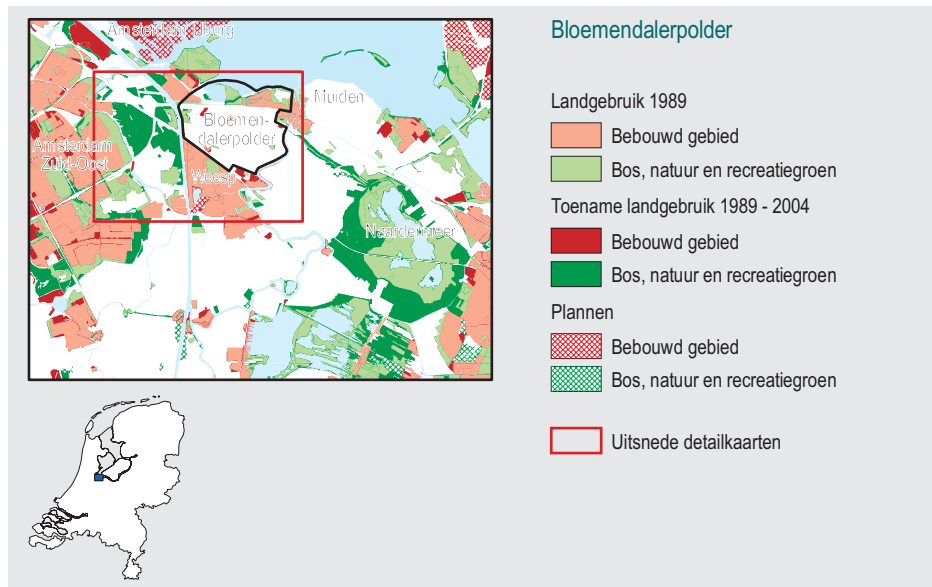 Bloemendalerpolder
Amsterdam IJburg
Muiden
Bloemen-
dalerpolder
Amsterdam
Zuid-Oost
Weesp
Naardermeer
Landgebruik 1989
Bebouwd gebied
Bos, natuur en recreatiegroen
Toename landgebruik 1989 - 2004
Bebouwd gebied
Bos, natuur en recreatiegroen
Plannen
Bebouwd gebied
Bos, natuur en recreatiegroen
Uitsnede detailkaarten